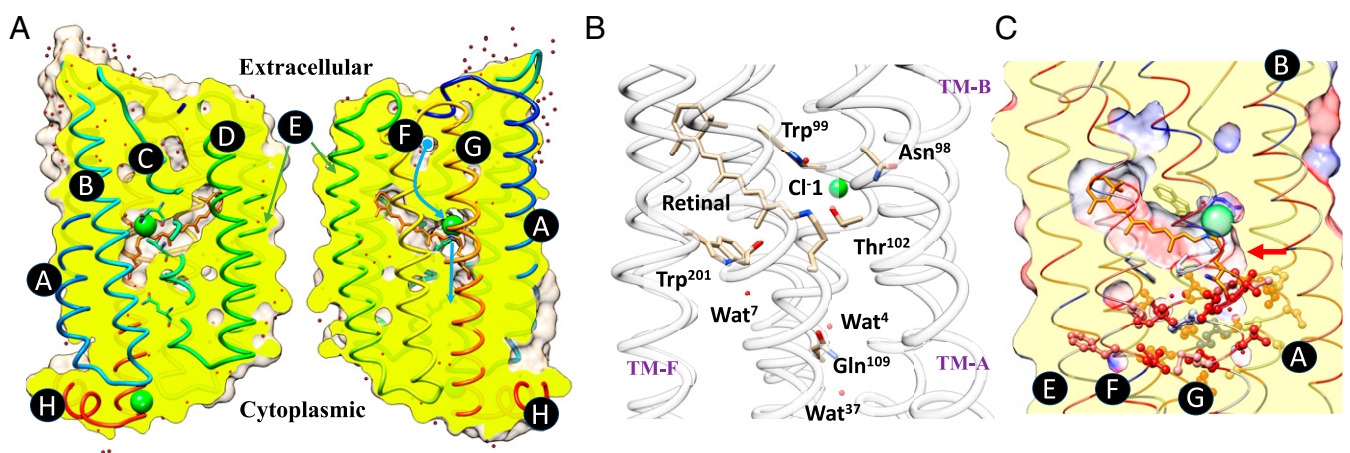 A
Extracellular
B
C
D
E
A
H
F
G
A
H
Cytoplasmic
B
TM-B
Trp99
Asn98
Cl-1
Retinal
Thr102
Trp201
Wat7
Wat4
Gln109
TM-F
TM-A
Wat37
C
B
A
E
F
G